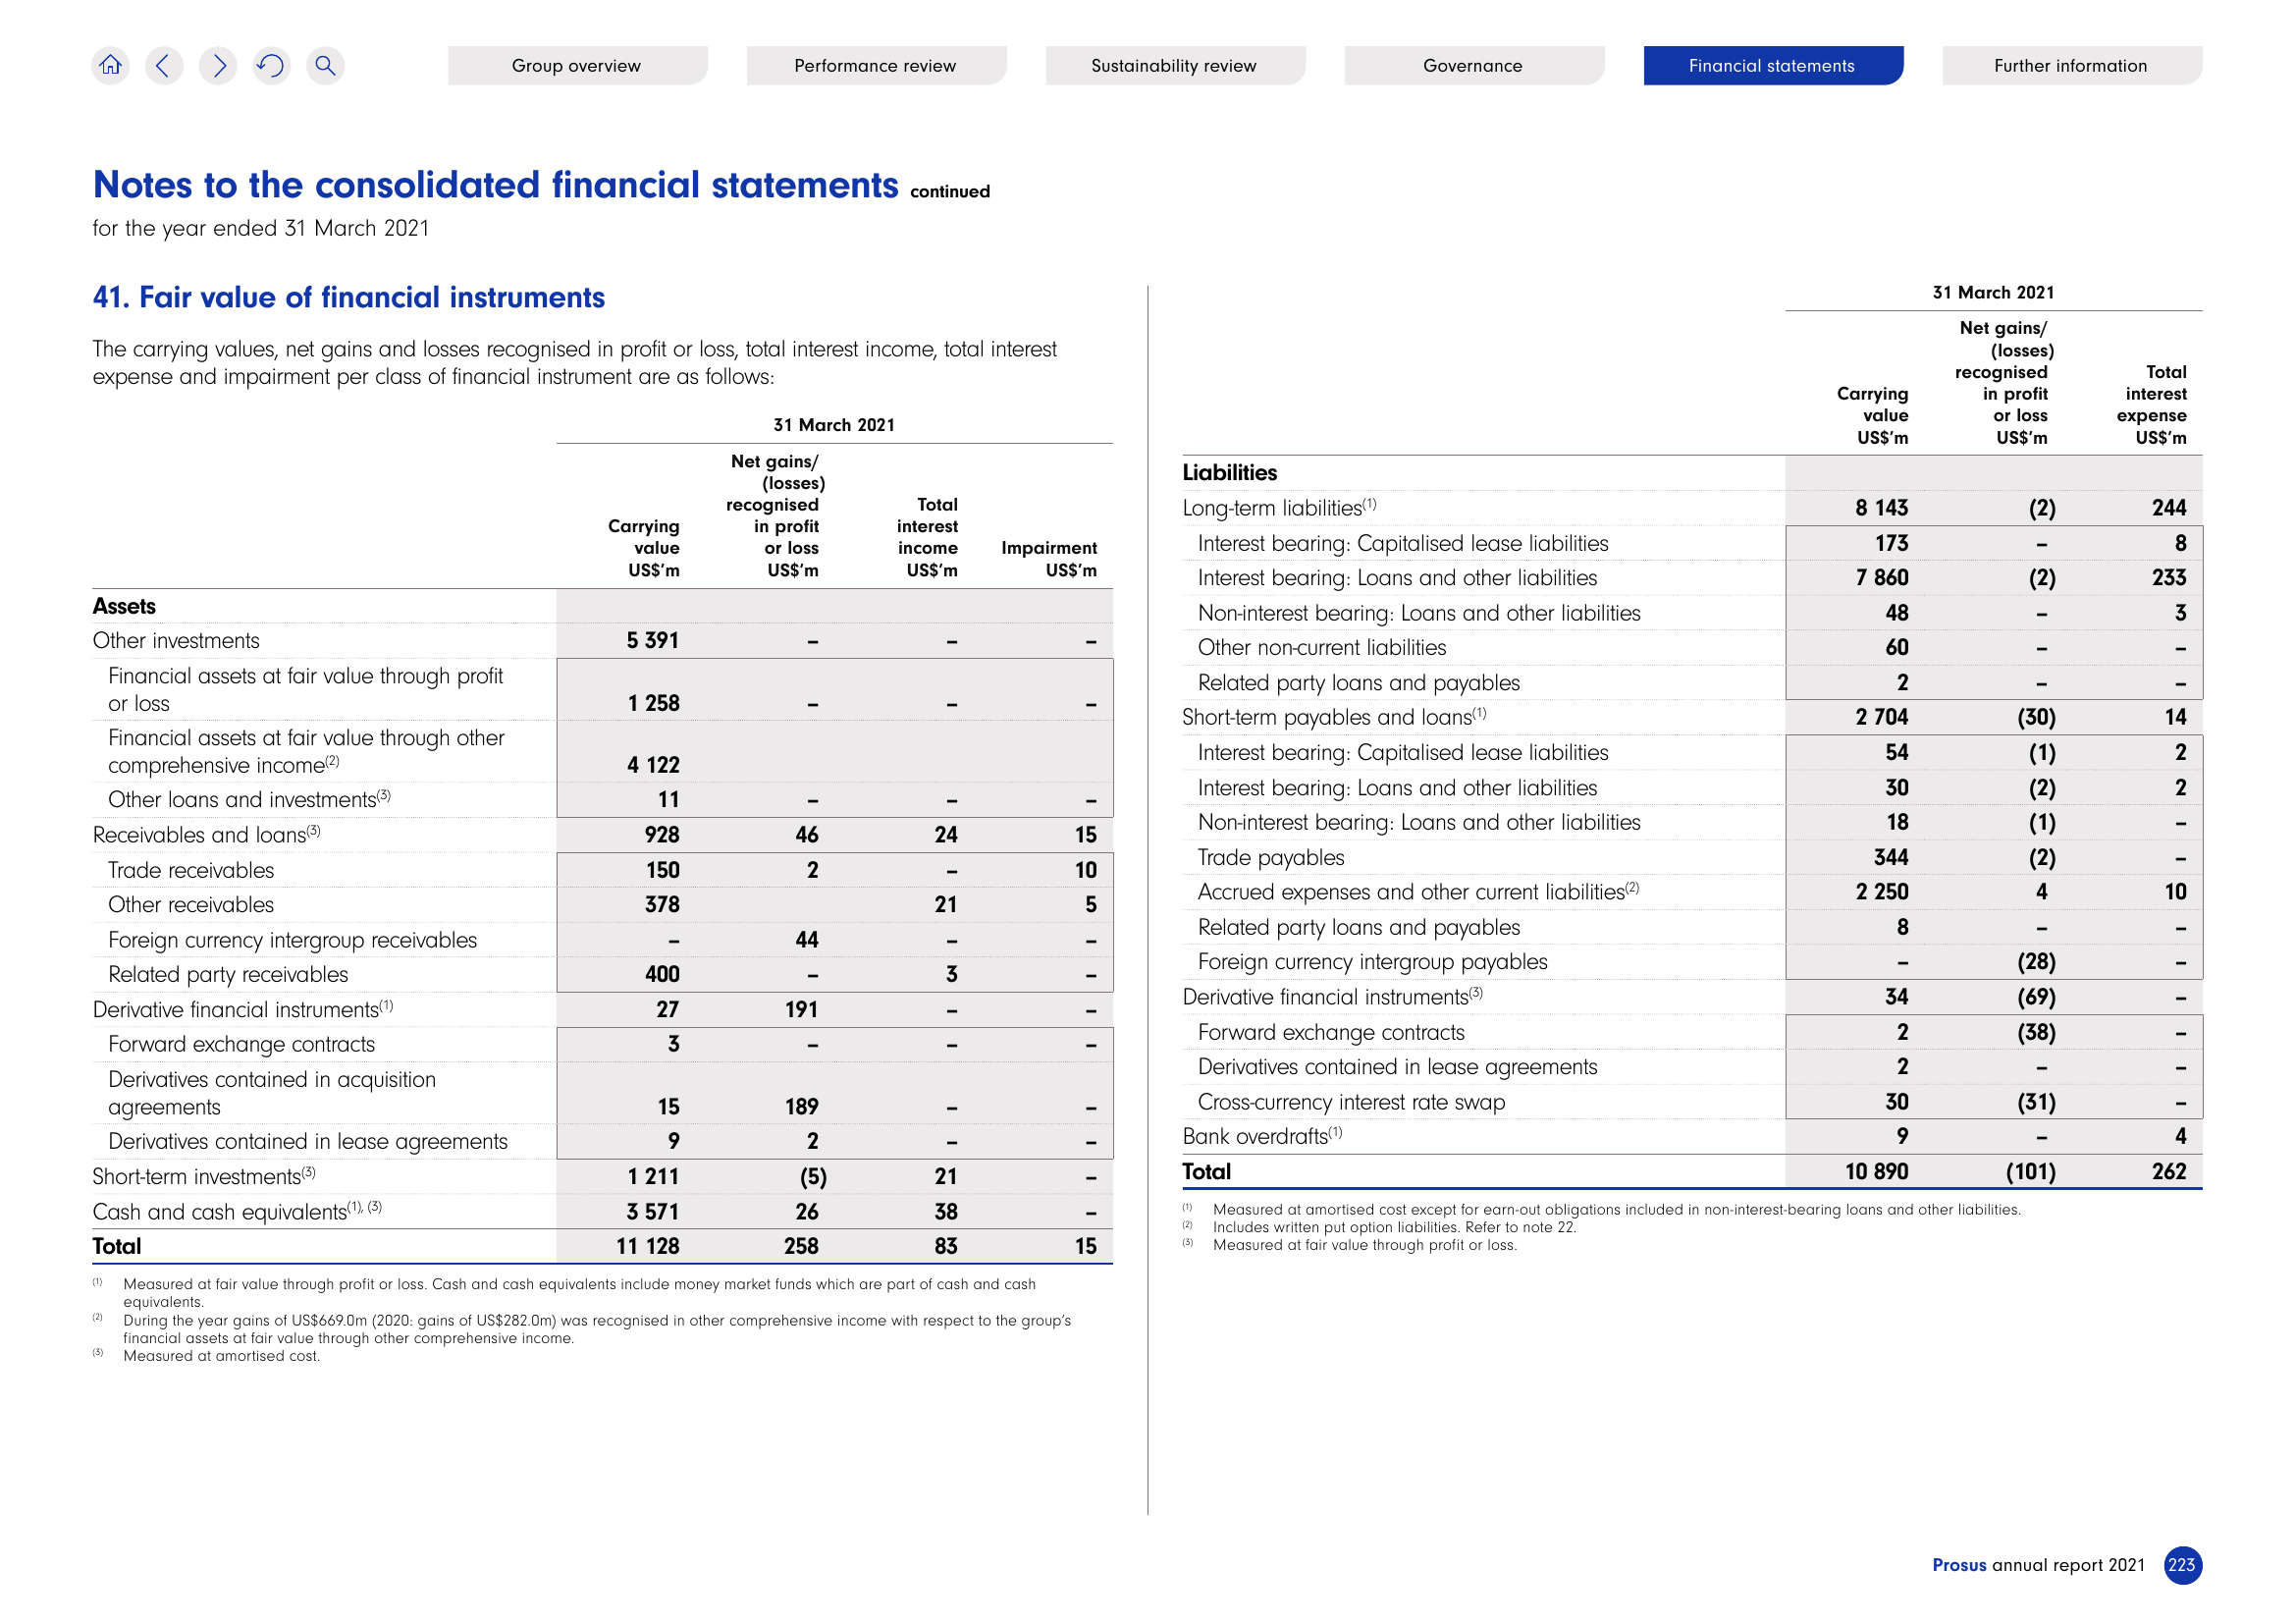 Group overview
Performance review
Sustainability review
Governance
Financial statements
Further information
Notes to the consolidated financial statements continued
for the year ended 31 March 2021
41. Fair value of financial instruments
The carrying values, net gains and losses recognised in profit or loss, total interest income, total interest
expense and impairment per class of financial instrument are as follows:
31 March 2021
Carrying value US$'m | Net gains/ (losses) recognised in profit or loss US$'m | Total interest income US$'m | Impairment US$'m
Assets
Other investments 5 391 – – –
Financial assets at fair value through profit
or loss 1 258 – – –
Financial assets at fair value through other
comprehensive income(2) 4 122
Other loans and investments(3) 11 – – –
Receivables and loans(3) 928 46 24 15
Trade receivables 150 2 – 10
Other receivables 378 21 5
Foreign currency intergroup receivables – 44 – –
Related party receivables 400 – 3 –
Derivative financial instruments(1) 27 191 – –
Forward exchange contracts 3 – – –
Derivatives contained in acquisition
agreements 15 189 – –
Derivatives contained in lease agreements 9 2 – –
Short-term investments(3) 1 211 (5) 21 –
Cash and cash equivalents(1), (3) 3 571 26 38 –
Total 11 128 258 83 15
(1) Measured at fair value through profit or loss. Cash and cash equivalents include money market funds which are part of cash and cash
equivalents.
(2) During the year gains of US$669.0m (2020: gains of US$282.0m) was recognised in other comprehensive income with respect to the group's
financial assets at fair value through other comprehensive income.
(3) Measured at amortised cost.
31 March 2021
Carrying value US$'m | Net gains/ (losses) recognised in profit or loss US$'m | Total interest expense US$'m
Liabilities
Long-term liabilities(1) 8 143 (2) 244
Interest bearing: Capitalised lease liabilities 173 – 8
Interest bearing: Loans and other liabilities 7 860 (2) 233
Non-interest bearing: Loans and other liabilities 48 – 3
Other non-current liabilities 60 – –
Related party loans and payables 2 – –
Short-term payables and loans(1) 2 704 (30) 14
Interest bearing: Capitalised lease liabilities 54 (1) 2
Interest bearing: Loans and other liabilities 30 (2) 2
Non-interest bearing: Loans and other liabilities 18 (1) –
Trade payables 344 (2) –
Accrued expenses and other current liabilities(2) 2 250 4 10
Related party loans and payables 8 – –
Foreign currency intergroup payables – (28) –
Derivative financial instruments(3) 34 (69) –
Forward exchange contracts 2 (38) –
Derivatives contained in lease agreements 2 – –
Cross-currency interest rate swap 30 (31) –
Bank overdrafts(1) 9 – 4
Total 10 890 (101) 262
(1) Measured at amortised cost except for earn-out obligations included in non-interest-bearing loans and other liabilities.
(2) Includes written put option liabilities. Refer to note 22.
(3) Measured at fair value through profit or loss.
Prosus annual report 2021 223